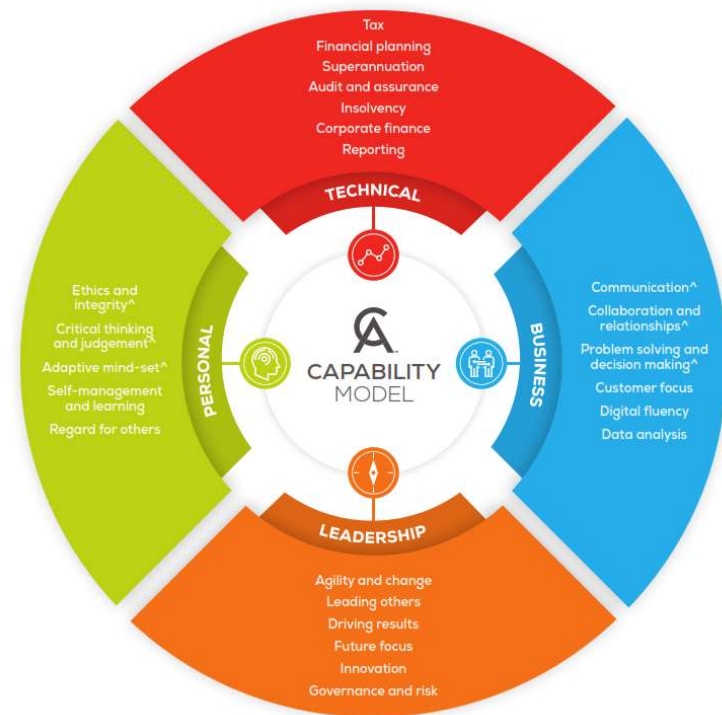 Tax
Financial planning
Superannuation
Audit and assurance
Insolvency
Corporate finance
Reporting
TECHNICAL
Ethics and
integrity^
Critical thinking
and judgement^
Adaptive mind-set^
Self-management
and learning
Regard for others
PERSONAL
CA
CAPABILITY
MODEL
BUSINESS
Communication^
Collaboration and
relationships^
Problem solving and
decision making^
Customer focus
Digital fluency
Data analysis
LEADERSHIP
Agility and change
Leading others
Driving results
Future focus
Innovation
Governance and risk